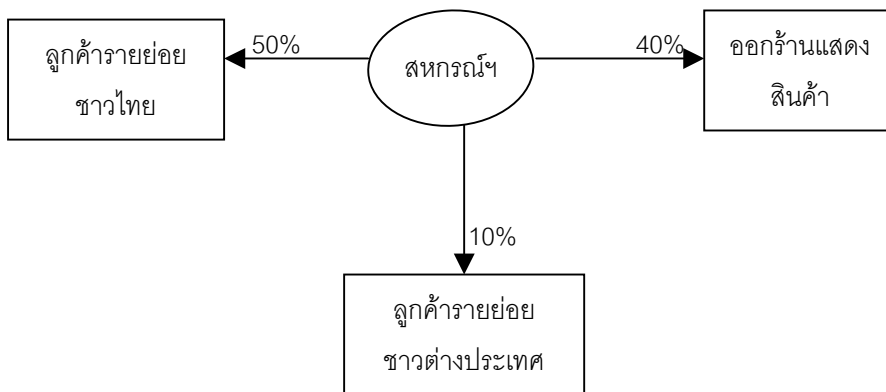 ลูกค้ารายย่อย
ชาวไทย
50%
สหกรณ์ฯ
40%
ออกร้านแสดง
สินค้า
10%
ลูกค้ารายย่อย
ชาวต่างประเทศ